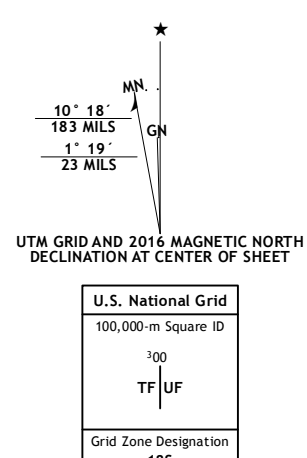 ★
MN
10° 18´
183 MILS
GN
1° 19´
23 MILS
UTM GRID AND 2016 MAGNETIC NORTH
DECLINATION AT CENTER OF SHEET
U.S. National Grid
100,000-m Square ID
³00
TF UF
Grid Zone Designation